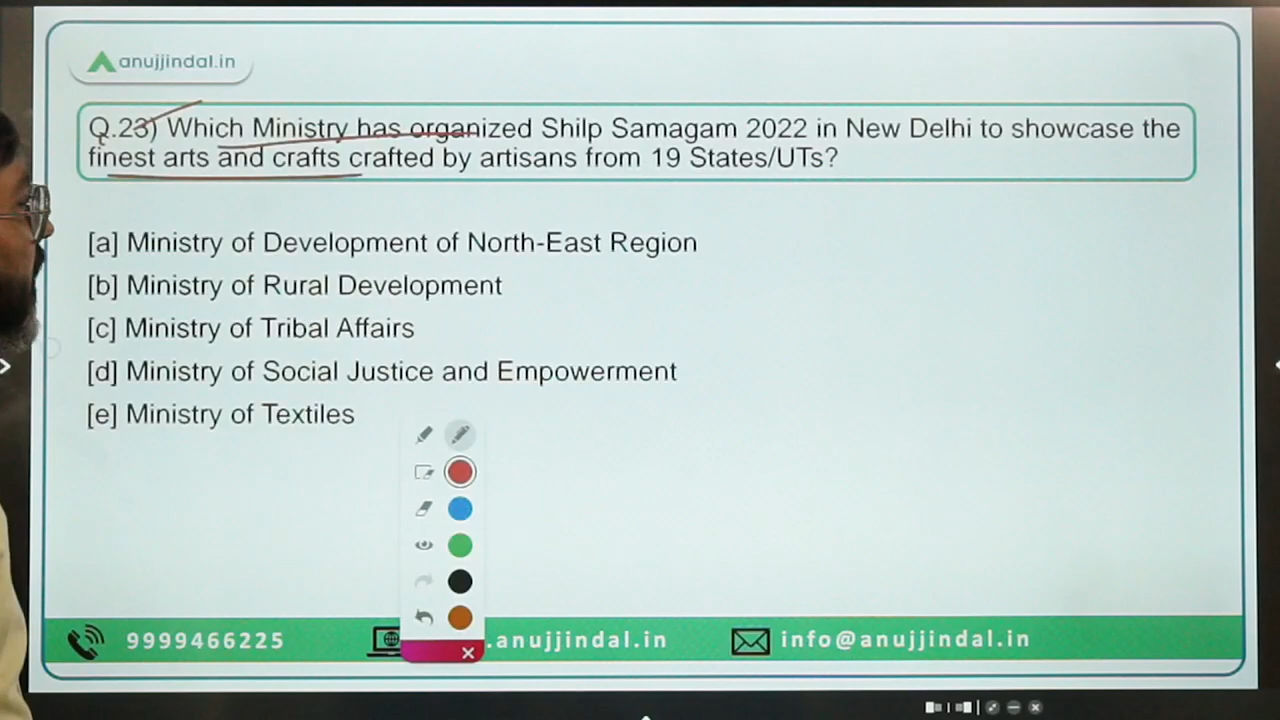 anujjindal.in
Q.23) Which Ministry has organized Shilp Samagam 2022 in New Delhi to showcase the
finest arts and crafts crafted by artisans from 19 States/UTs?
[a] Ministry of Development of North-East Region
[b] Ministry of Rural Development
[c] Ministry of Tribal Affairs
[d] Ministry of Social Justice and Empowerment
[e] Ministry of Textiles
9999466225 .anujjindal.in info@anujjindal.in